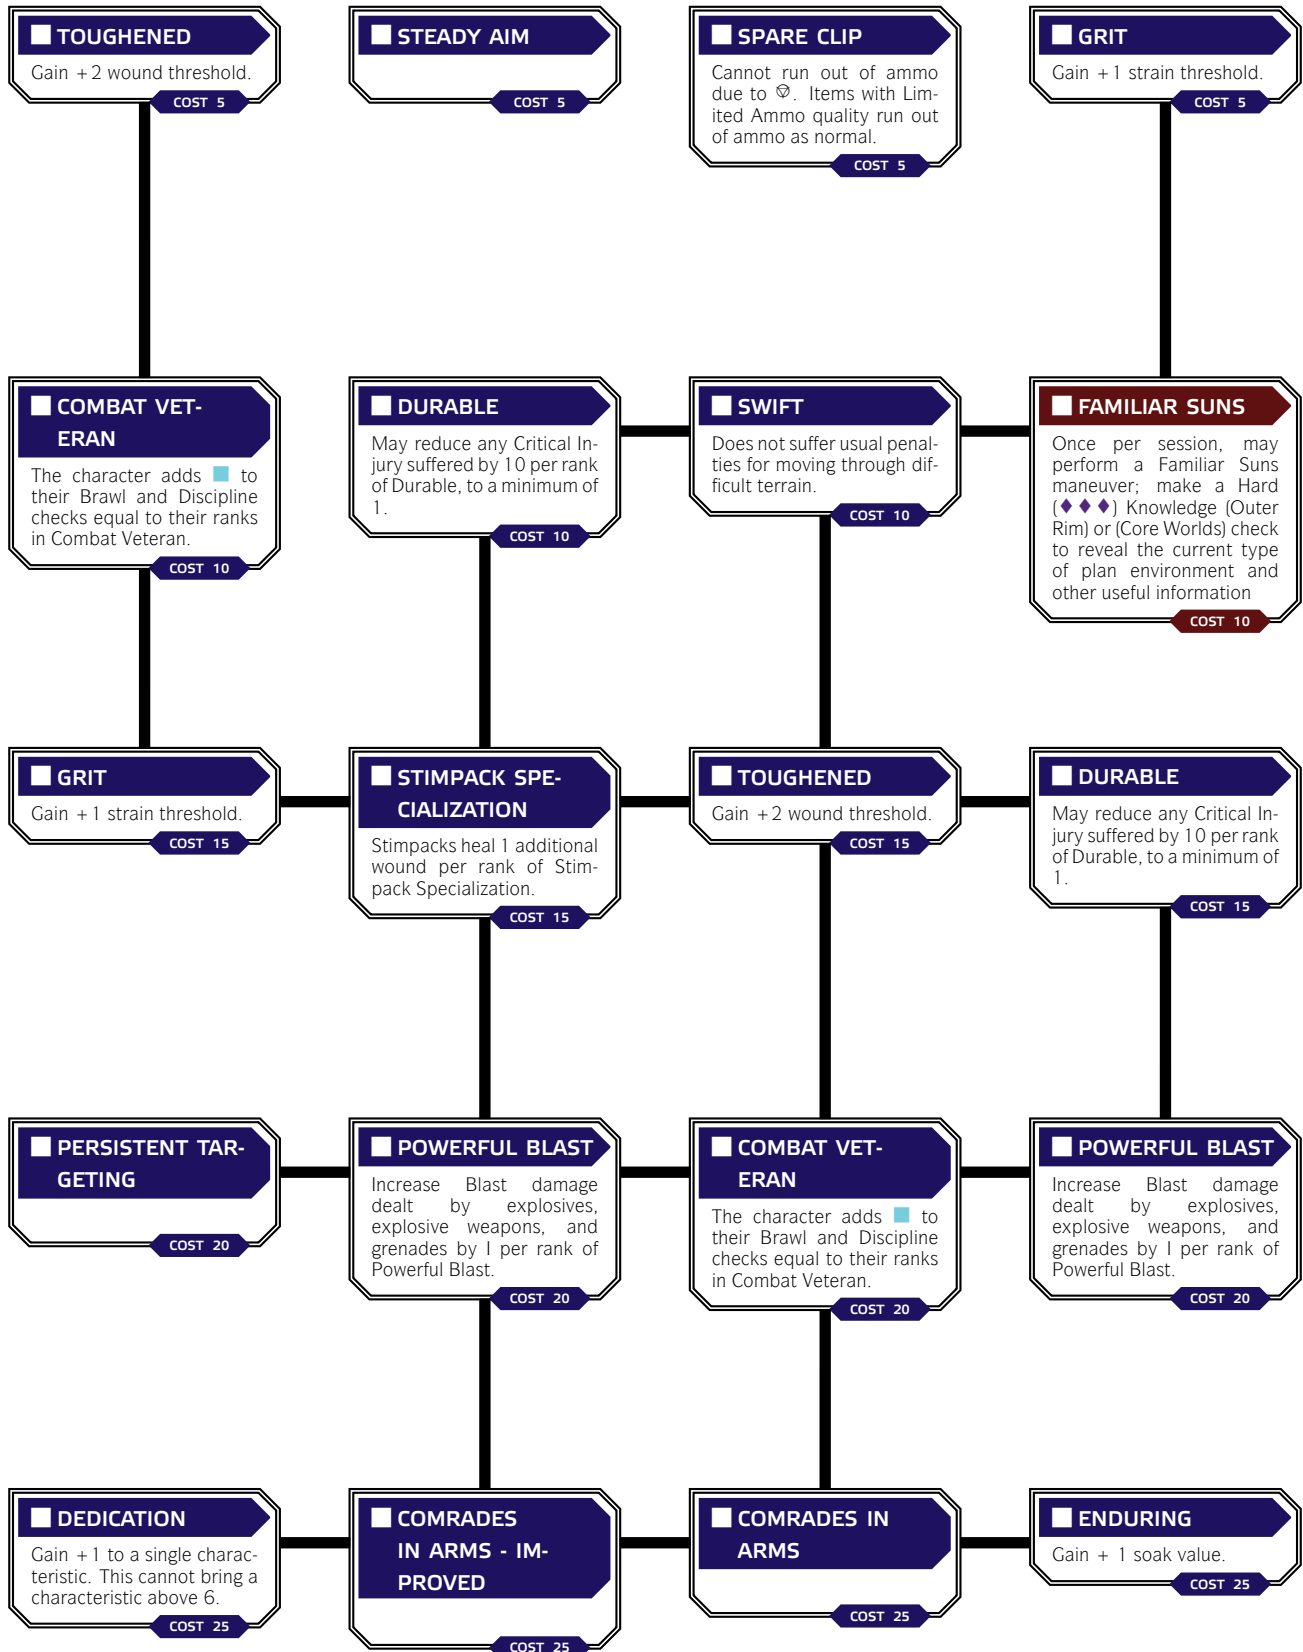 TOUGHENED
Gain +2 wound threshold.
COST 5
STEADY AIM
COST 5
SPARE CLIP
Cannot run out of ammo
due to . Items with Lim-
ited Ammo quality run out
of ammo as normal.
COST 5
GRIT
Gain +1 strain threshold.
COST 5
COMBAT VET-
ERAN
The character adds to
their Brawl and Discipline
checks equal to their ranks
in Combat Veteran.
COST 10
DURABLE
May reduce any Critical In-
jury suffered by 10 per rank
of Durable, to a minimum of
1.
COST 10
SWIFT
Does not suffer usual penal-
ties for moving through dif-
ficult terrain.
COST 10
FAMILIAR SUNS
Once per session, may
perform a Familiar Suns
maneuver; make a Hard
(♦♦♦) Knowledge (Outer
Rim) or (Core Worlds) check
to reveal the current type
of plan environment and
other useful information
COST 10
GRIT
Gain +1 strain threshold.
COST 15
STIMPACK SPE-
CIALIZATION
Stimpacks heal 1 additional
wound per rank of Stim-
pack Specialization.
COST 15
TOUGHENED
Gain +2 wound threshold.
COST 15
DURABLE
May reduce any Critical In-
jury suffered by 10 per rank
of Durable, to a minimum of
1.
COST 15
PERSISTENT TAR-
GETING
COST 20
POWERFUL BLAST
Increase Blast damage
dealt by explosives,
explosive weapons, and
grenades by I per rank of
Powerful Blast.
COST 20
COMBAT VET-
ERAN
The character adds to
their Brawl and Discipline
checks equal to their ranks
in Combat Veteran.
COST 20
POWERFUL BLAST
Increase Blast damage
dealt by explosives,
explosive weapons, and
grenades by I per rank of
Powerful Blast.
COST 20
DEDICATION
Gain +1 to a single charac-
teristic. This cannot bring a
characteristic above 6.
COST 25
COMRADES
IN ARMS - IM-
PROVED
COST 25
COMRADES IN
ARMS
COST 25
ENDURING
Gain + 1 soak value.
COST 25